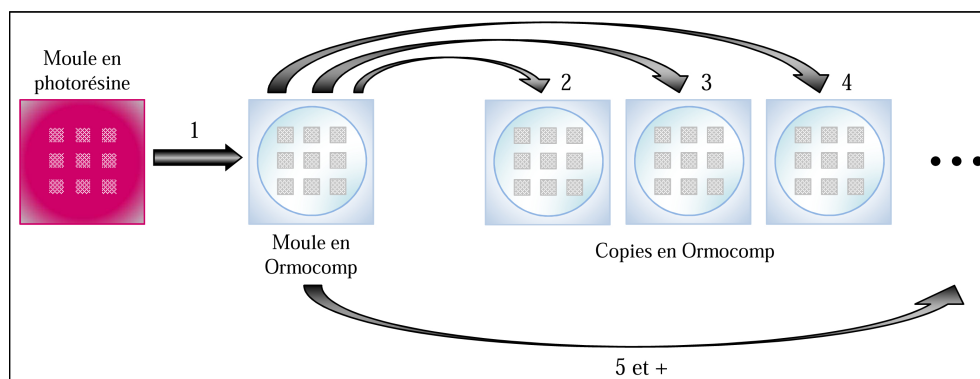 Moule en
photorésine
1
2
3
4
Moule en
Ormocomp
Copies en Ormocomp
5 et +